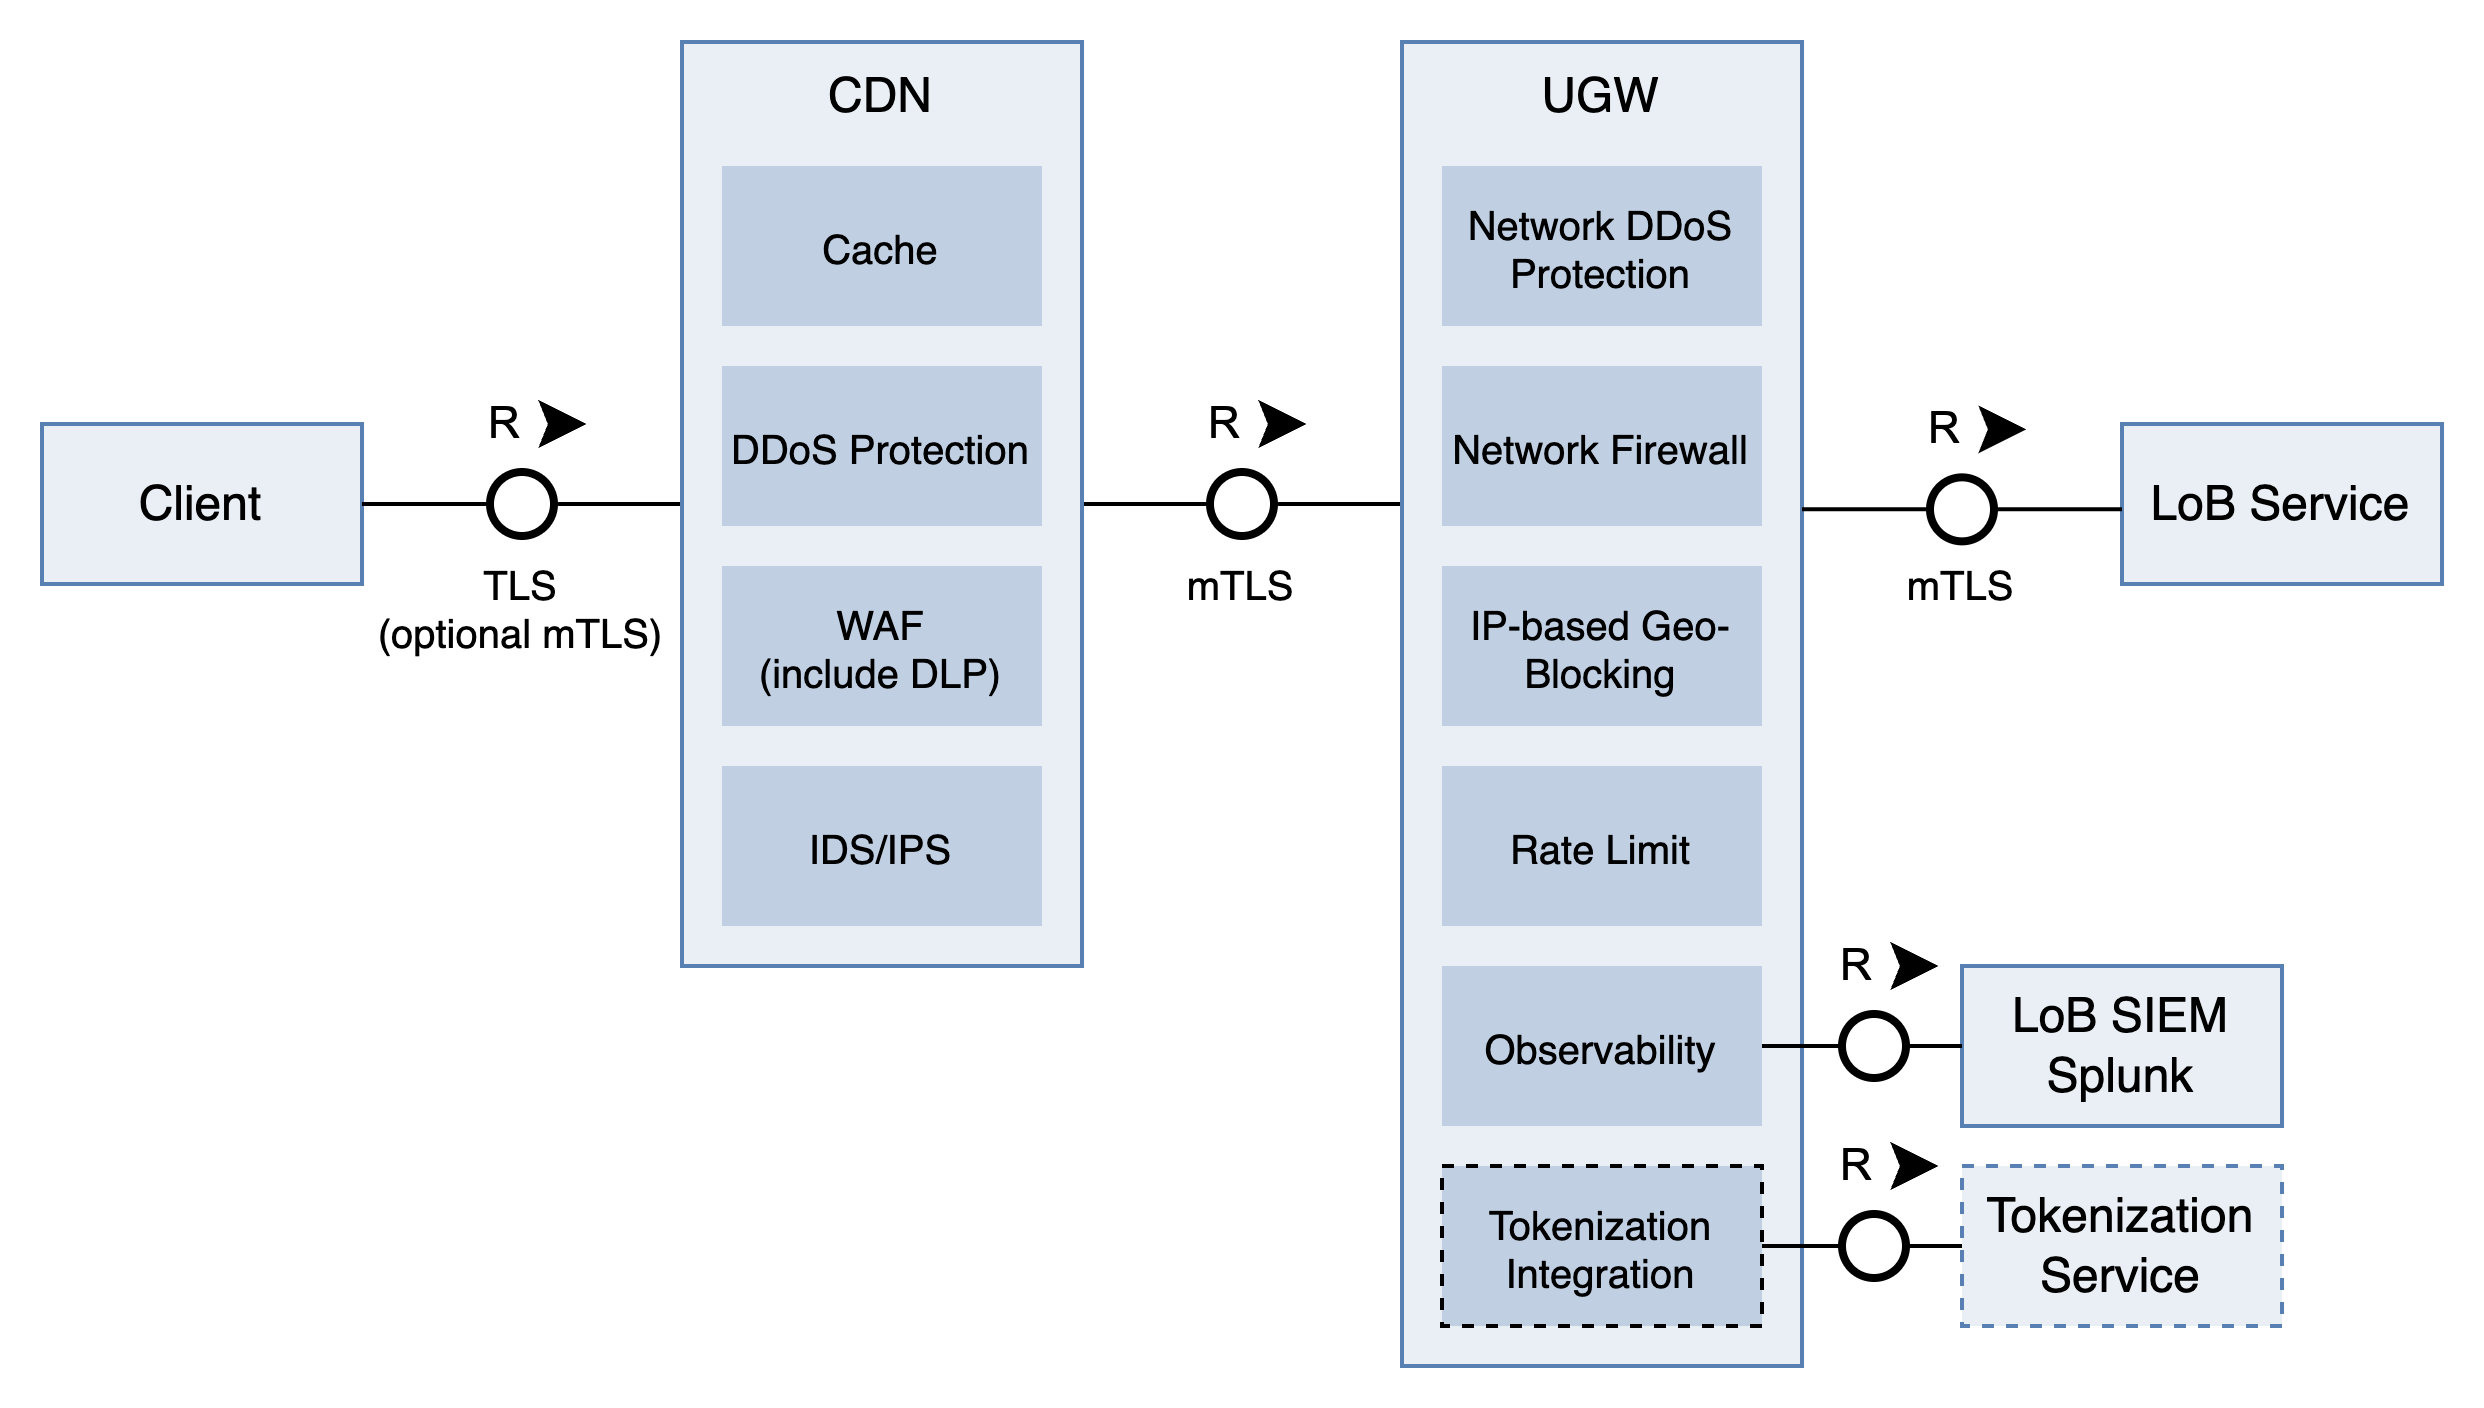 CDN
UGW
Cache
Network DDoS
Protection
R
R
R
DDoS Protection
Network Firewall
Client
LoB Service
TLS
(optional mTLS)
mTLS
mTLS
WAF
(include DLP)
IP-based Geo-
Blocking
IDS/IPS
Rate Limit
R
Observability
LoB SIEM
Splunk
R
Tokenization
Integration
Tokenization
Service